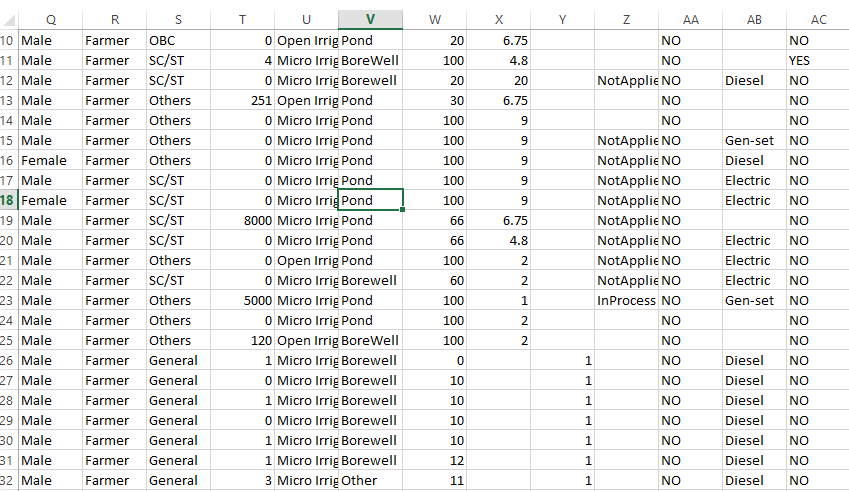 Q R S T U V W X Y Z AA AB AC
10 Male Farmer OBC 0 Open Irrig Pond 20 6.75 NO NO
11 Male Farmer SC/ST 4 Micro Irrig BoreWell 100 4.8 NO YES
12 Male Farmer SC/ST 0 Micro Irrig Borewell 20 20 NotApplie NO Diesel NO
13 Male Farmer Others 251 Open Irrig Pond 30 6.75 NO NO
14 Male Farmer Others 0 Micro Irrig Pond 100 9 NO NO
15 Male Farmer Others 0 Micro Irrig Pond 100 9 NotApplie NO Gen-set NO
16 Female Farmer Others 0 Micro Irrig Pond 100 9 NotApplie NO Diesel NO
17 Male Farmer SC/ST 0 Micro Irrig Pond 100 9 NotApplie NO Electric NO
18 Female Farmer SC/ST 0 Micro Irrig Pond 100 9 NotApplie NO Electric NO
19 Male Farmer SC/ST 8000 Micro Irrig Pond 66 6.75 NotApplie NO NO
20 Male Farmer SC/ST 0 Micro Irrig Pond 66 4.8 NotApplie NO Electric NO
21 Male Farmer Others 0 Open Irrig Pond 100 2 NotApplie NO Electric NO
22 Male Farmer SC/ST 0 Micro Irrig Borewell 60 2 NotApplie NO Electric NO
23 Male Farmer Others 5000 Micro Irrig Pond 100 1 InProcess NO Gen-set NO
24 Male Farmer Others 0 Micro Irrig Pond 100 2 NO NO
25 Male Farmer Others 120 Open Irrig BoreWell 100 2 NO NO
26 Male Farmer General 1 Micro Irrig Borewell 0 1 NO Diesel NO
27 Male Farmer General 0 Micro Irrig Borewell 10 1 NO Diesel NO
28 Male Farmer General 1 Micro Irrig Borewell 10 1 NO Diesel NO
29 Male Farmer General 0 Micro Irrig Borewell 10 1 NO Diesel NO
30 Male Farmer General 1 Micro Irrig Borewell 10 1 NO Diesel NO
31 Male Farmer General 1 Micro Irrig Borewell 12 1 NO Diesel NO
32 Male Farmer General 3 Micro Irrig Other 11 1 NO Diesel NO